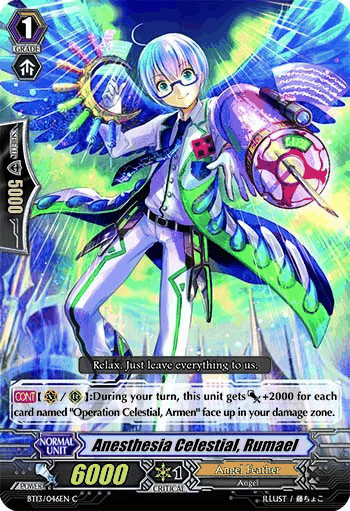 1
GRADE
SHIELD
5000
Relax. Just leave everything to us.
CONT [ / ]:During your turn, this unit gets +2000 for each
card named "Operation Celestial, Armen" face up in your damage zone.
NORMAL UNIT
Anesthesia Celestial, Rumael
POWER 6000
1 CRITICAL
Angel Feather
Angel
BT13/046EN C
ILLUST / 藤ちょこ